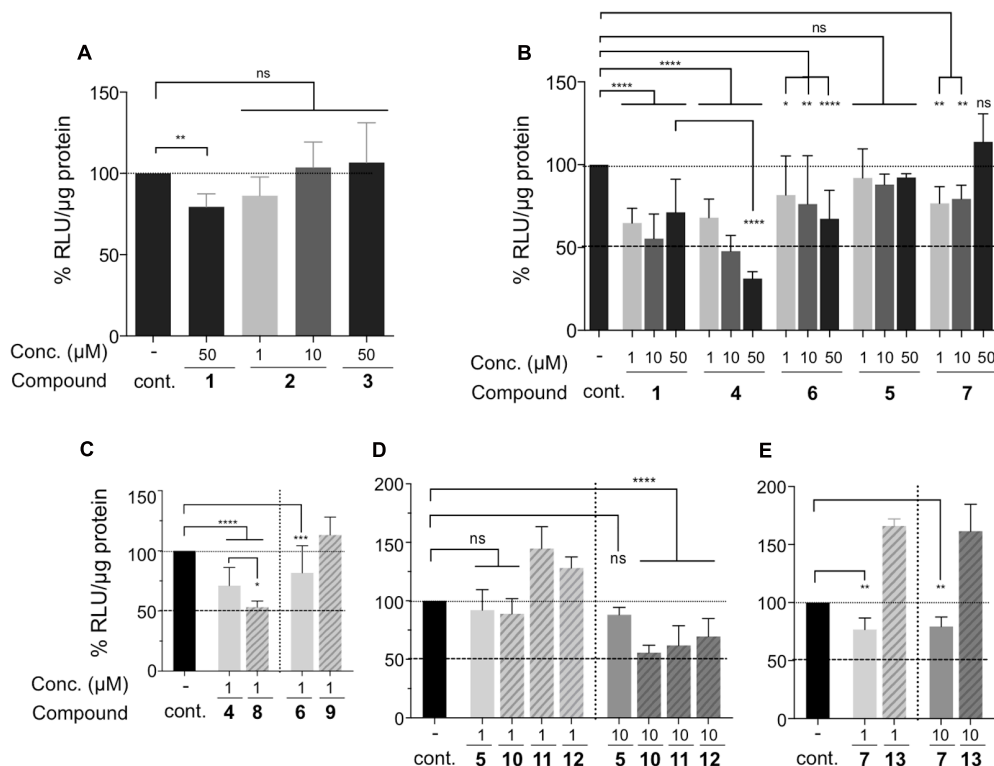 A
ns
**
% RLU/µg protein
150
100
50
0
Conc. (µM) - 50 1 10 50
Compound cont. 1 2 3
B
ns
****
****
* ** ****
** ** ns
****
% RLU/µg protein
150
100
50
0
Conc. (µM) - 1 10 50 1 10 50 1 10 50 1 10 50 1 10 50
Compound cont. 1 4 6 5 7
C
****
***
*
% RLU/µg protein
150
100
50
0
Conc. (µM) - 1 1 1 1
Compound cont. 4 8 6 9
D
****
ns
ns
200
150
100
50
0
- 1 1 1 1 10 10 10 10
cont. 5 10 11 12 5 10 11 12
E
** **
200
150
100
50
0
- 1 1 10 10
cont. 7 13 7 13